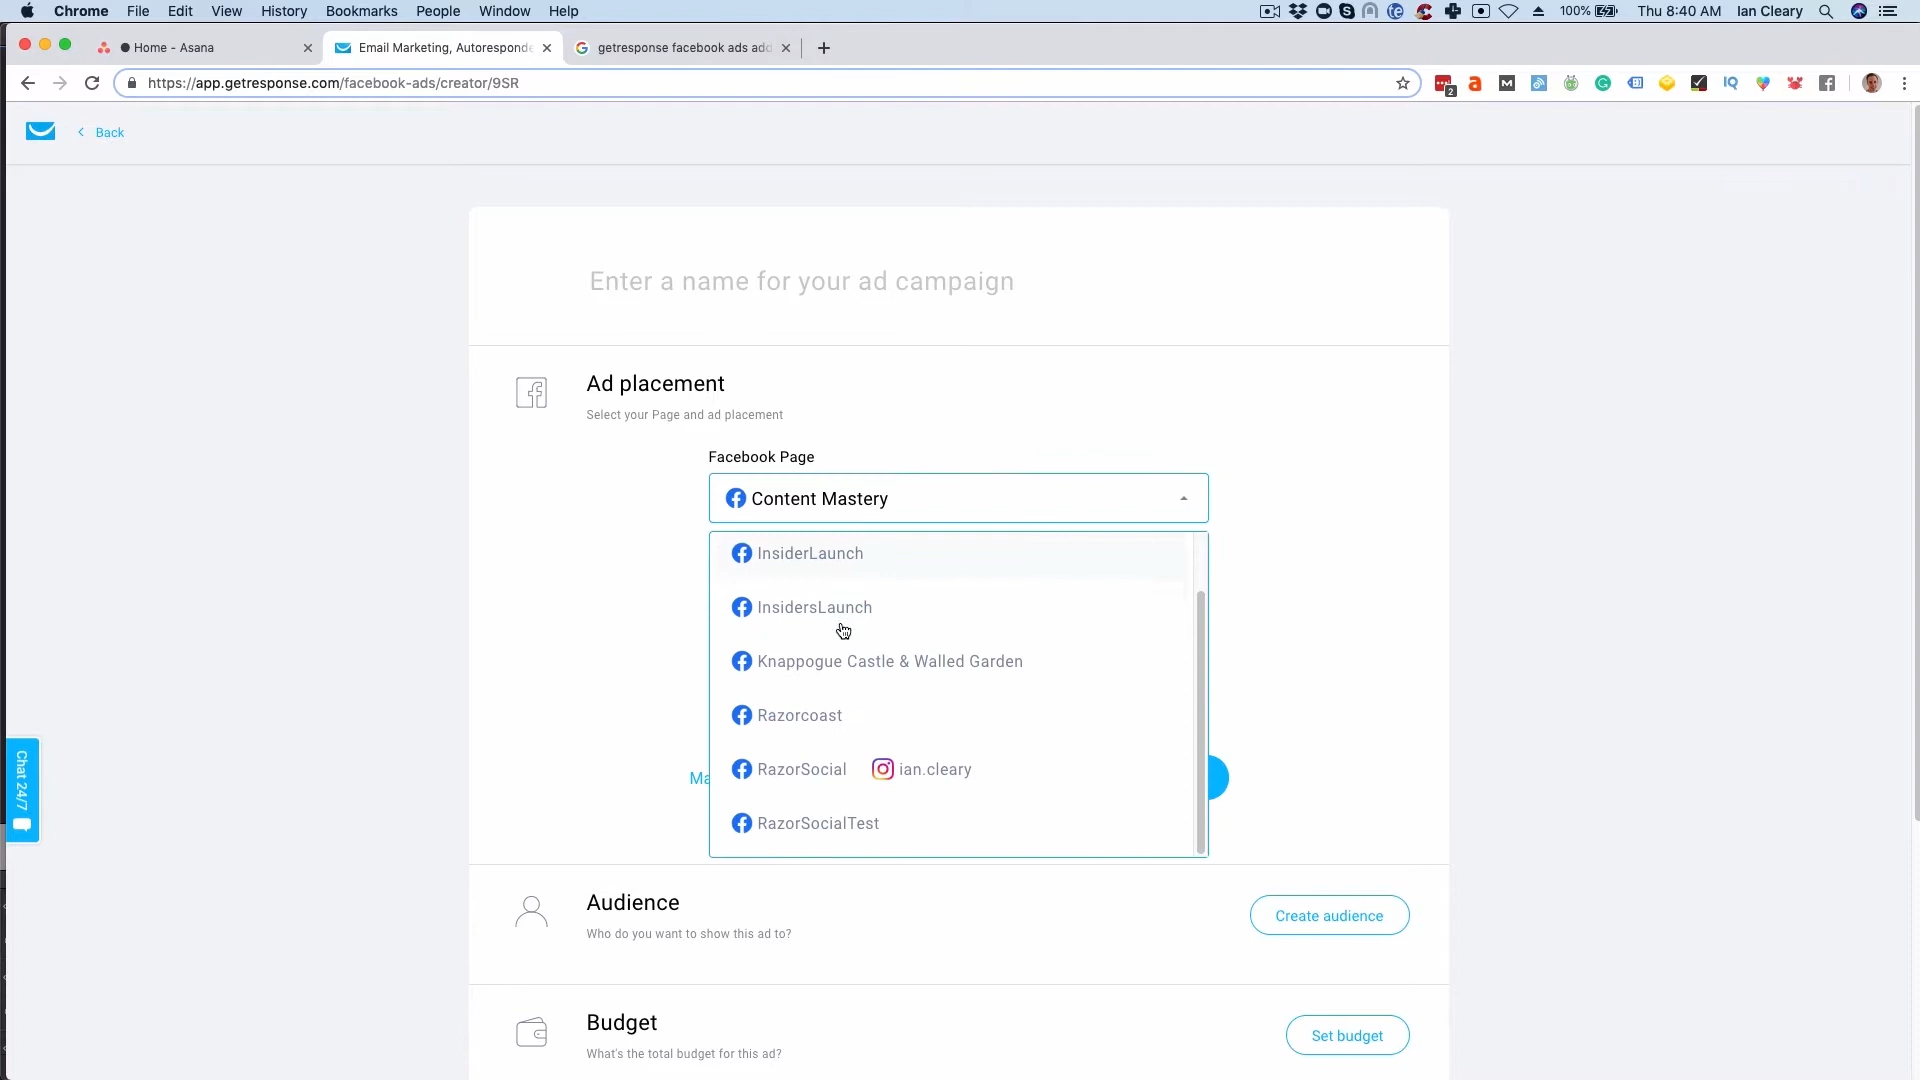 Chrome File Edit View History Bookmarks People Window Help 100% Thu 8:40 AM Ian Cleary
Home - Asana Email Marketing, Autoresponde getresponse facebook ads add
https://app.getresponse.com/facebook-ads/creator/9SR
Back
Enter a name for your ad campaign
Ad placement
Select your Page and ad placement
Facebook Page
Content Mastery
InsiderLaunch
InsidersLaunch
Knappogue Castle & Walled Garden
Razorcoast
RazorSocial ian.cleary
Ma
RazorSocialTest
Chat 24/7
Audience
Who do you want to show this ad to?
Create audience
Budget
What's the total budget for this ad?
Set budget